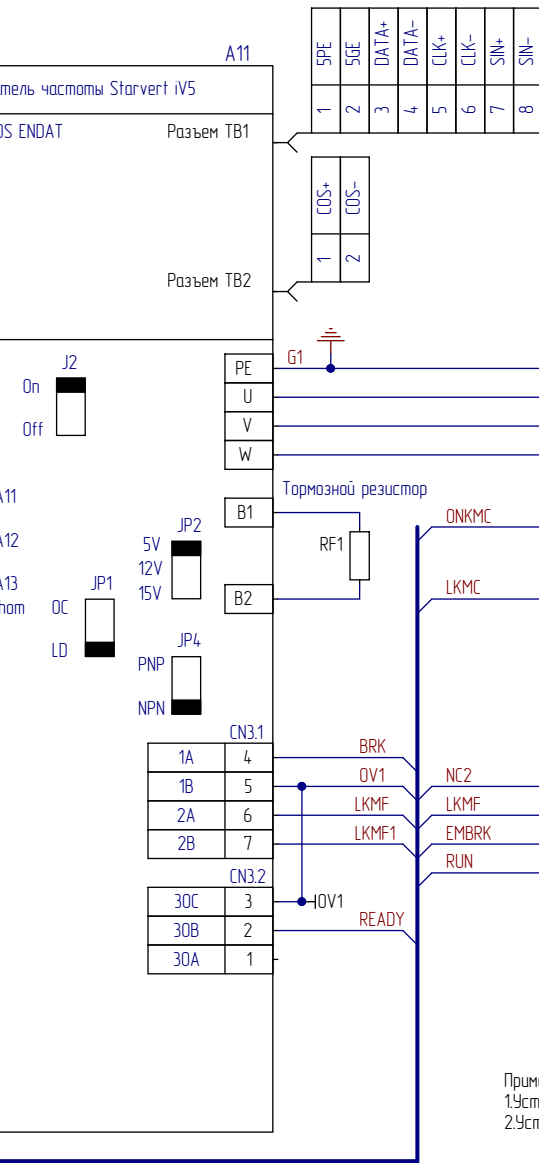 A11
Starvert iV5
частоты
ENDAT
Разъем TB1
1 5PE
2 5GE
3 DATA+
4 DATA-
5 CLK+
6 CLK-
7 SIN+
8 SIN-
1 COS+
2 COS-
Разъем TB2
J2
On
Off
PE
G1
U
V
W
Тормозной резистор
B1
RF1
B2
A11
A12
A13
JP2
5V
12V
15V
JP1
OC
LD
JP4
PNP
NPN
ONKMC
LKMC
CN3.1
1A 4 BRK
1B 5 0V1 NC2
2A 6 LKMF LKMF
2B 7 LKMF1 EMBRK
RUN
CN3.2
30C 3 0V1
30B 2 READY
30A 1
1.
2.